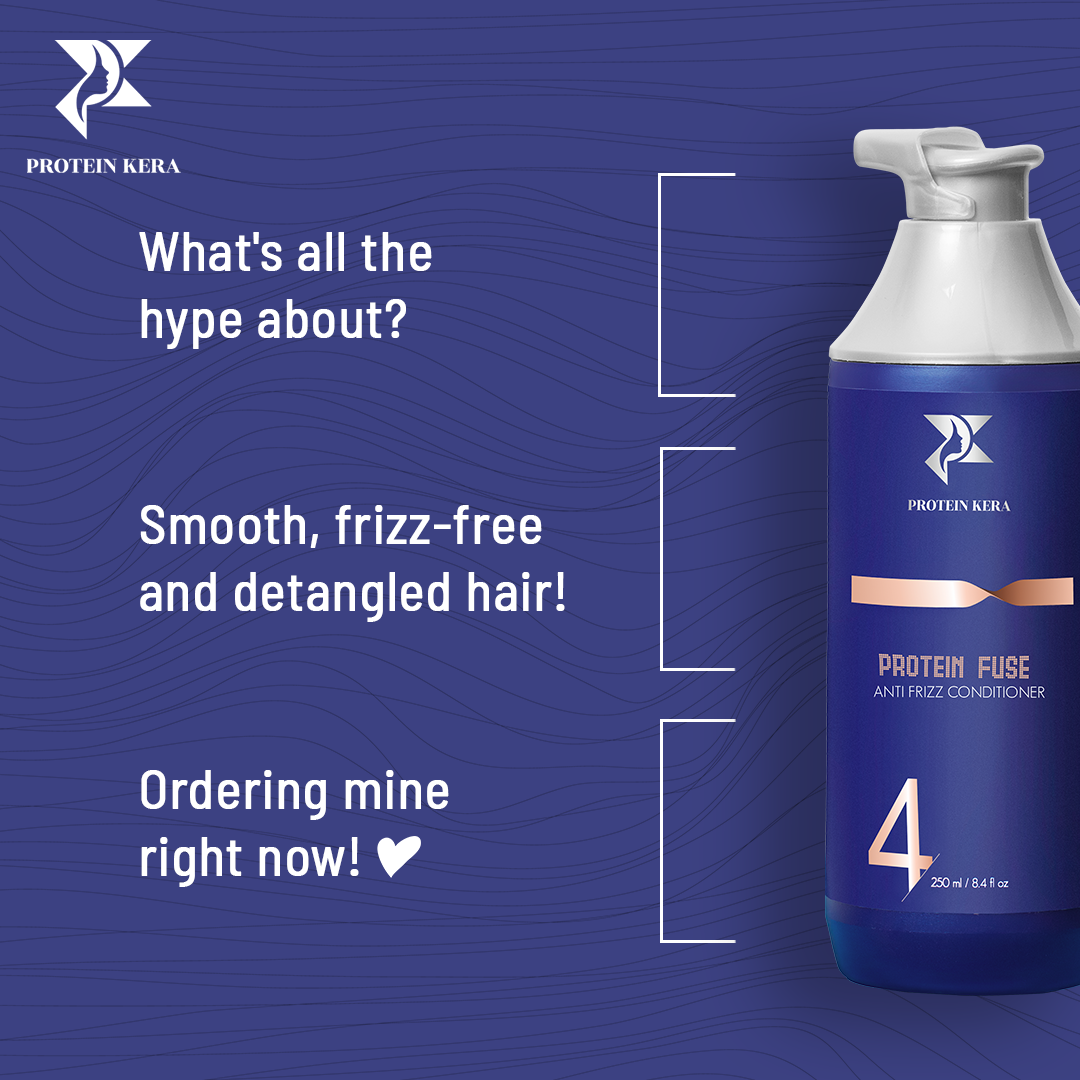 PROTEIN KERA
What's all the
hype about?
Smooth, frizz-free
and detangled hair!
Ordering mine
right now! ♥
PROTEIN KERA
PROTEIN FUSE
ANTI FRIZZ CONDITIONER
4
250 ml / 8.4 fl oz